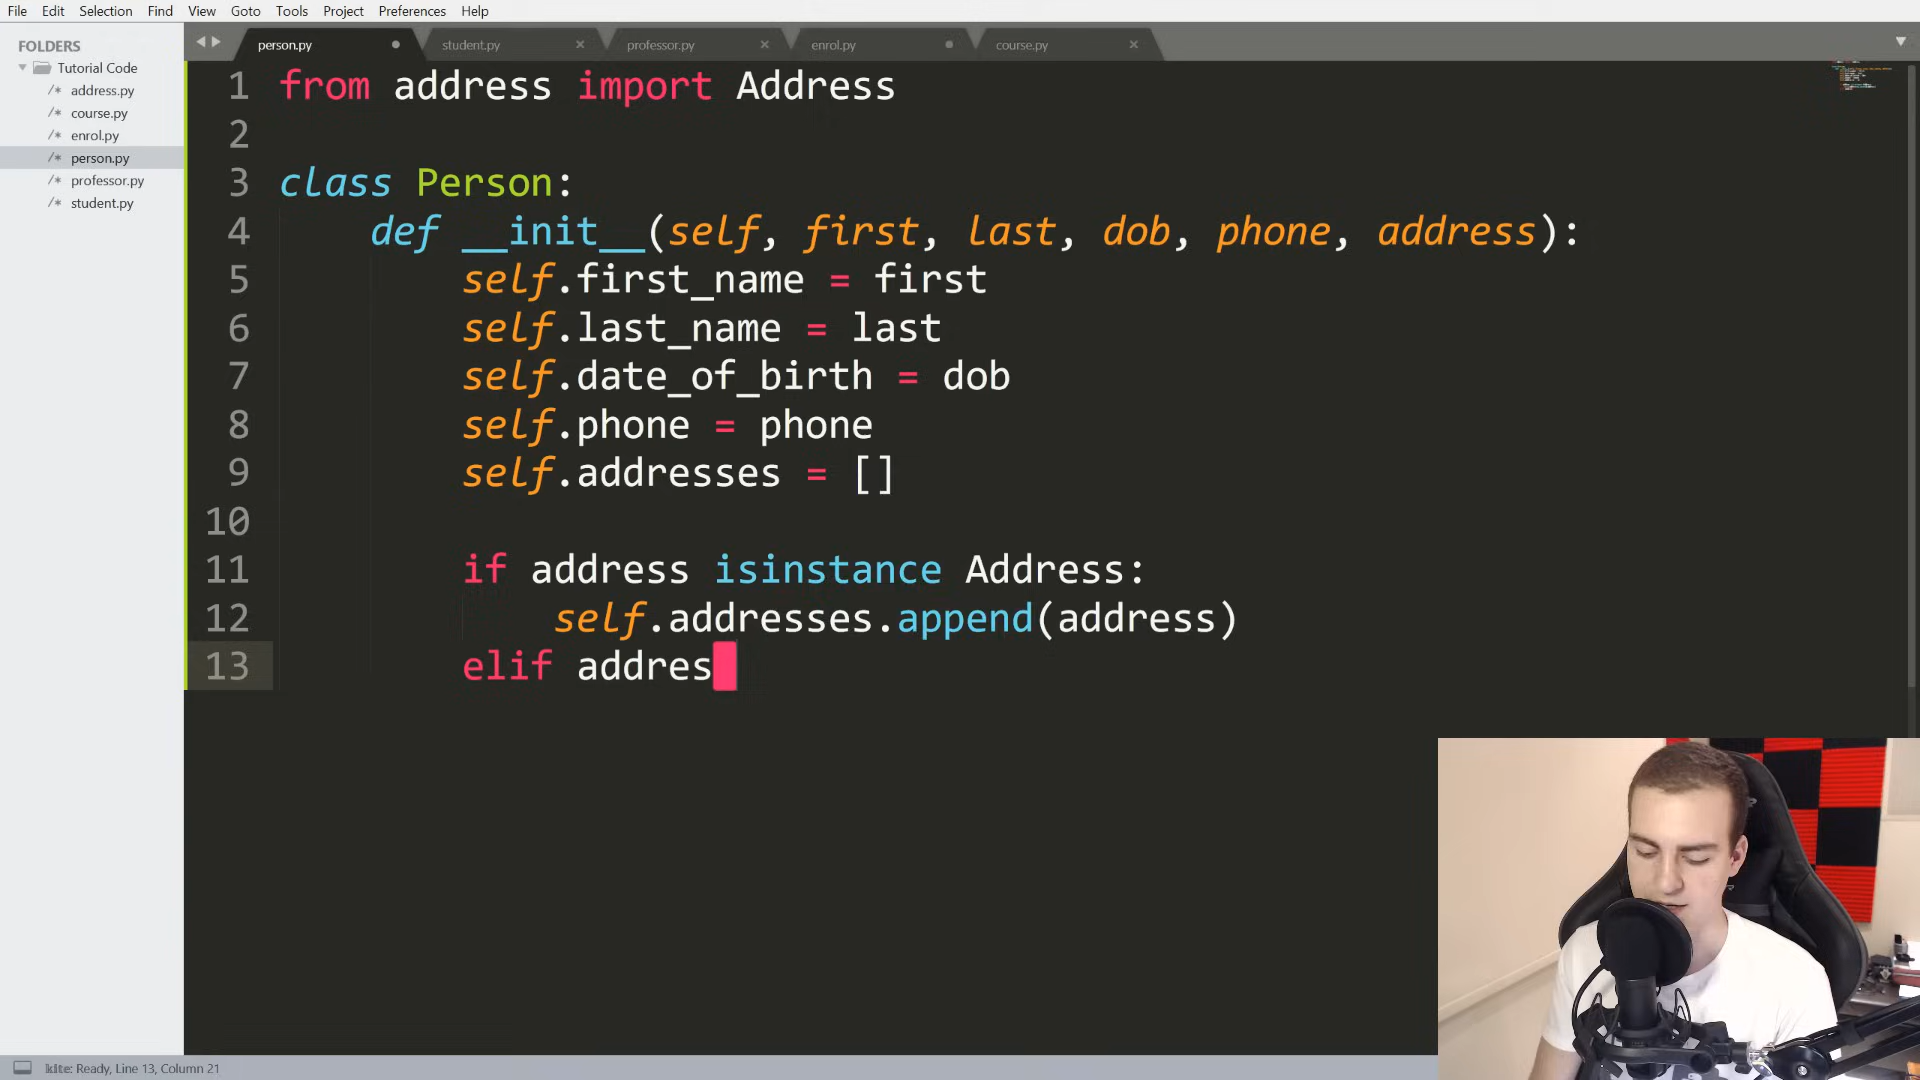 File Edit Selection Find View Goto Tools Project Preferences Help
FOLDERS
Tutorial Code
/* address.py
/* course.py
/* enrol.py
/* person.py
/* professor.py
/* student.py
person.py student.py professor.py enrol.py course.py
1 from address import Address
2
3 class Person:
4 def __init__(self, first, last, dob, phone, address):
5 self.first_name = first
6 self.last_name = last
7 self.date_of_birth = dob
8 self.phone = phone
9 self.addresses = []
10
11 if address isinstance Address:
12 self.addresses.append(address)
13 elif addres
kite: Ready, Line 13, Column 21